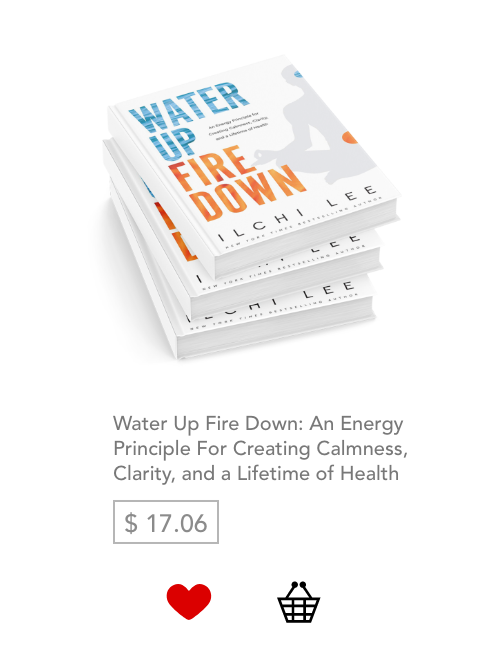 WATER
UP
An Energy Principle for
Creating Calmness, Clarity,
and a Lifetime of Health
FIRE
DOWN
ILCHI LEE
NEW YORK TIMES BESTSELLING AUTHOR
LEE
NEW YORK TIMES BESTSELLING AUTHOR
ILCHI LEE
NEW YORK TIMES BESTSELLING AUTHOR
Water Up Fire Down: An Energy
Principle For Creating Calmness,
Clarity, and a Lifetime of Health
$ 17.06